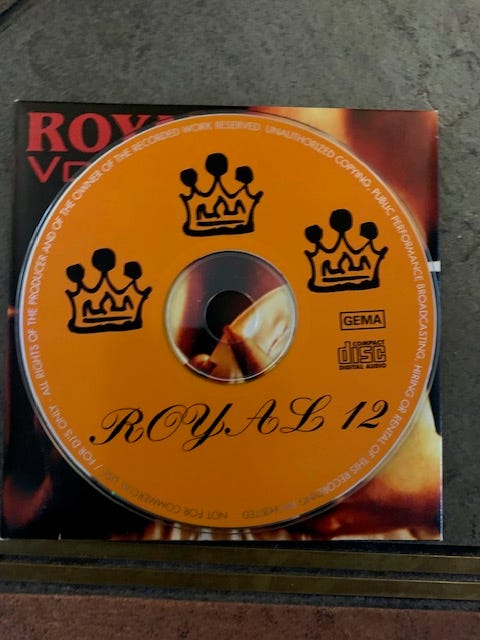 ROYA
Vo
ALL RIGHTS OF THE PRODUCER AND OF THE OWNER OF THE RECORDED WORK RESERVED UNAUTHORIZED COPYING, PUBLIC PERFORMANCE BROADCASTING, HIRING OR RENTAL OF THIS RECORDING PROHIBITED
NOT FOR COMMERCIAL USE / FOR DJ'S ONLY -
GEMA
COMPACT
disc
DIGITAL AUDIO
ROYAL 12